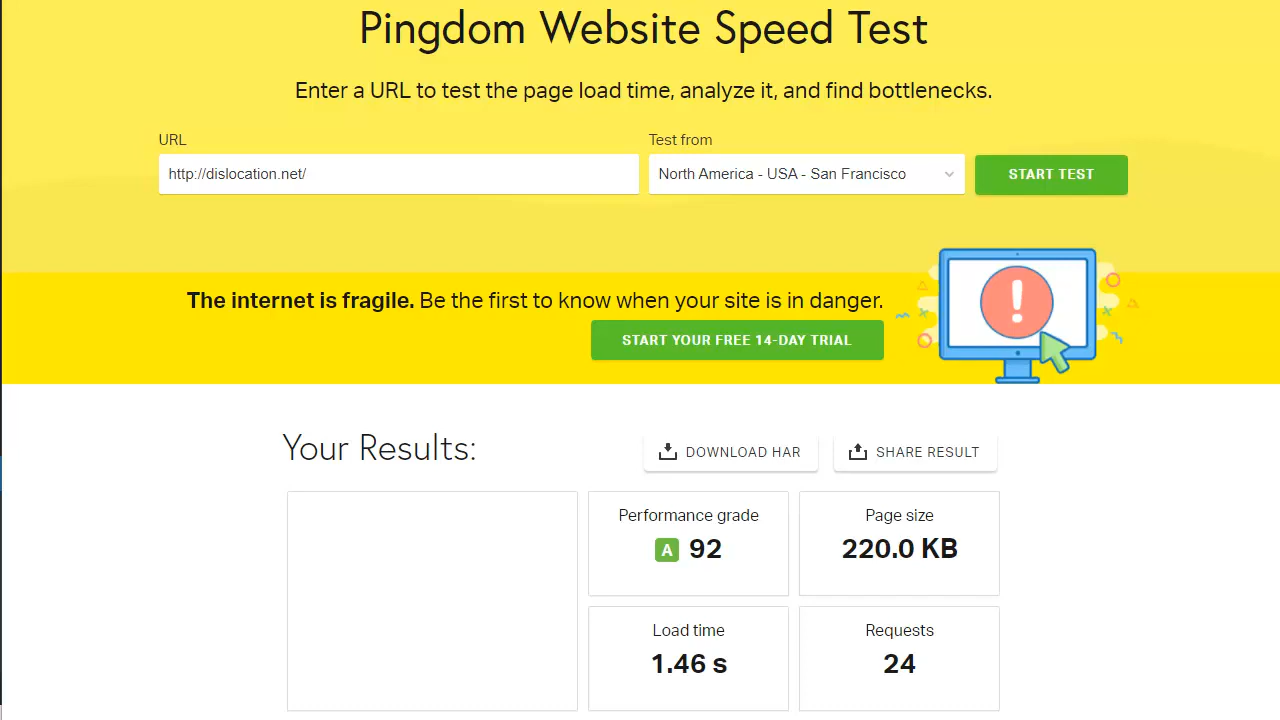 Pingdom Website Speed Test
Enter a URL to test the page load time, analyze it, and find bottlenecks.
URL
Test from
http://dislocation.net/
North America - USA - San Francisco
START TEST
The internet is fragile. Be the first to know when your site is in danger.
START YOUR FREE 14-DAY TRIAL
!
Your Results:
DOWNLOAD HAR
SHARE RESULT
Performance grade
A 92
Page size
220.0 KB
Load time
1.46 s
Requests
24